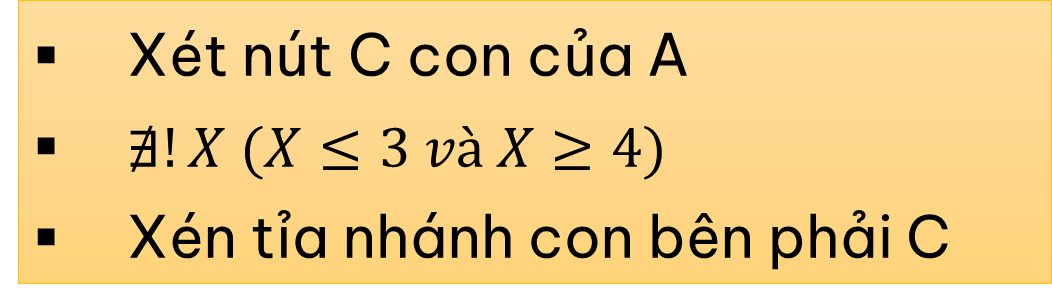 ▪ Xét nút C con của A
▪ ∄! X (X ≤ 3 và X ≥ 4)
▪ Xén tỉa nhánh con bên phải C